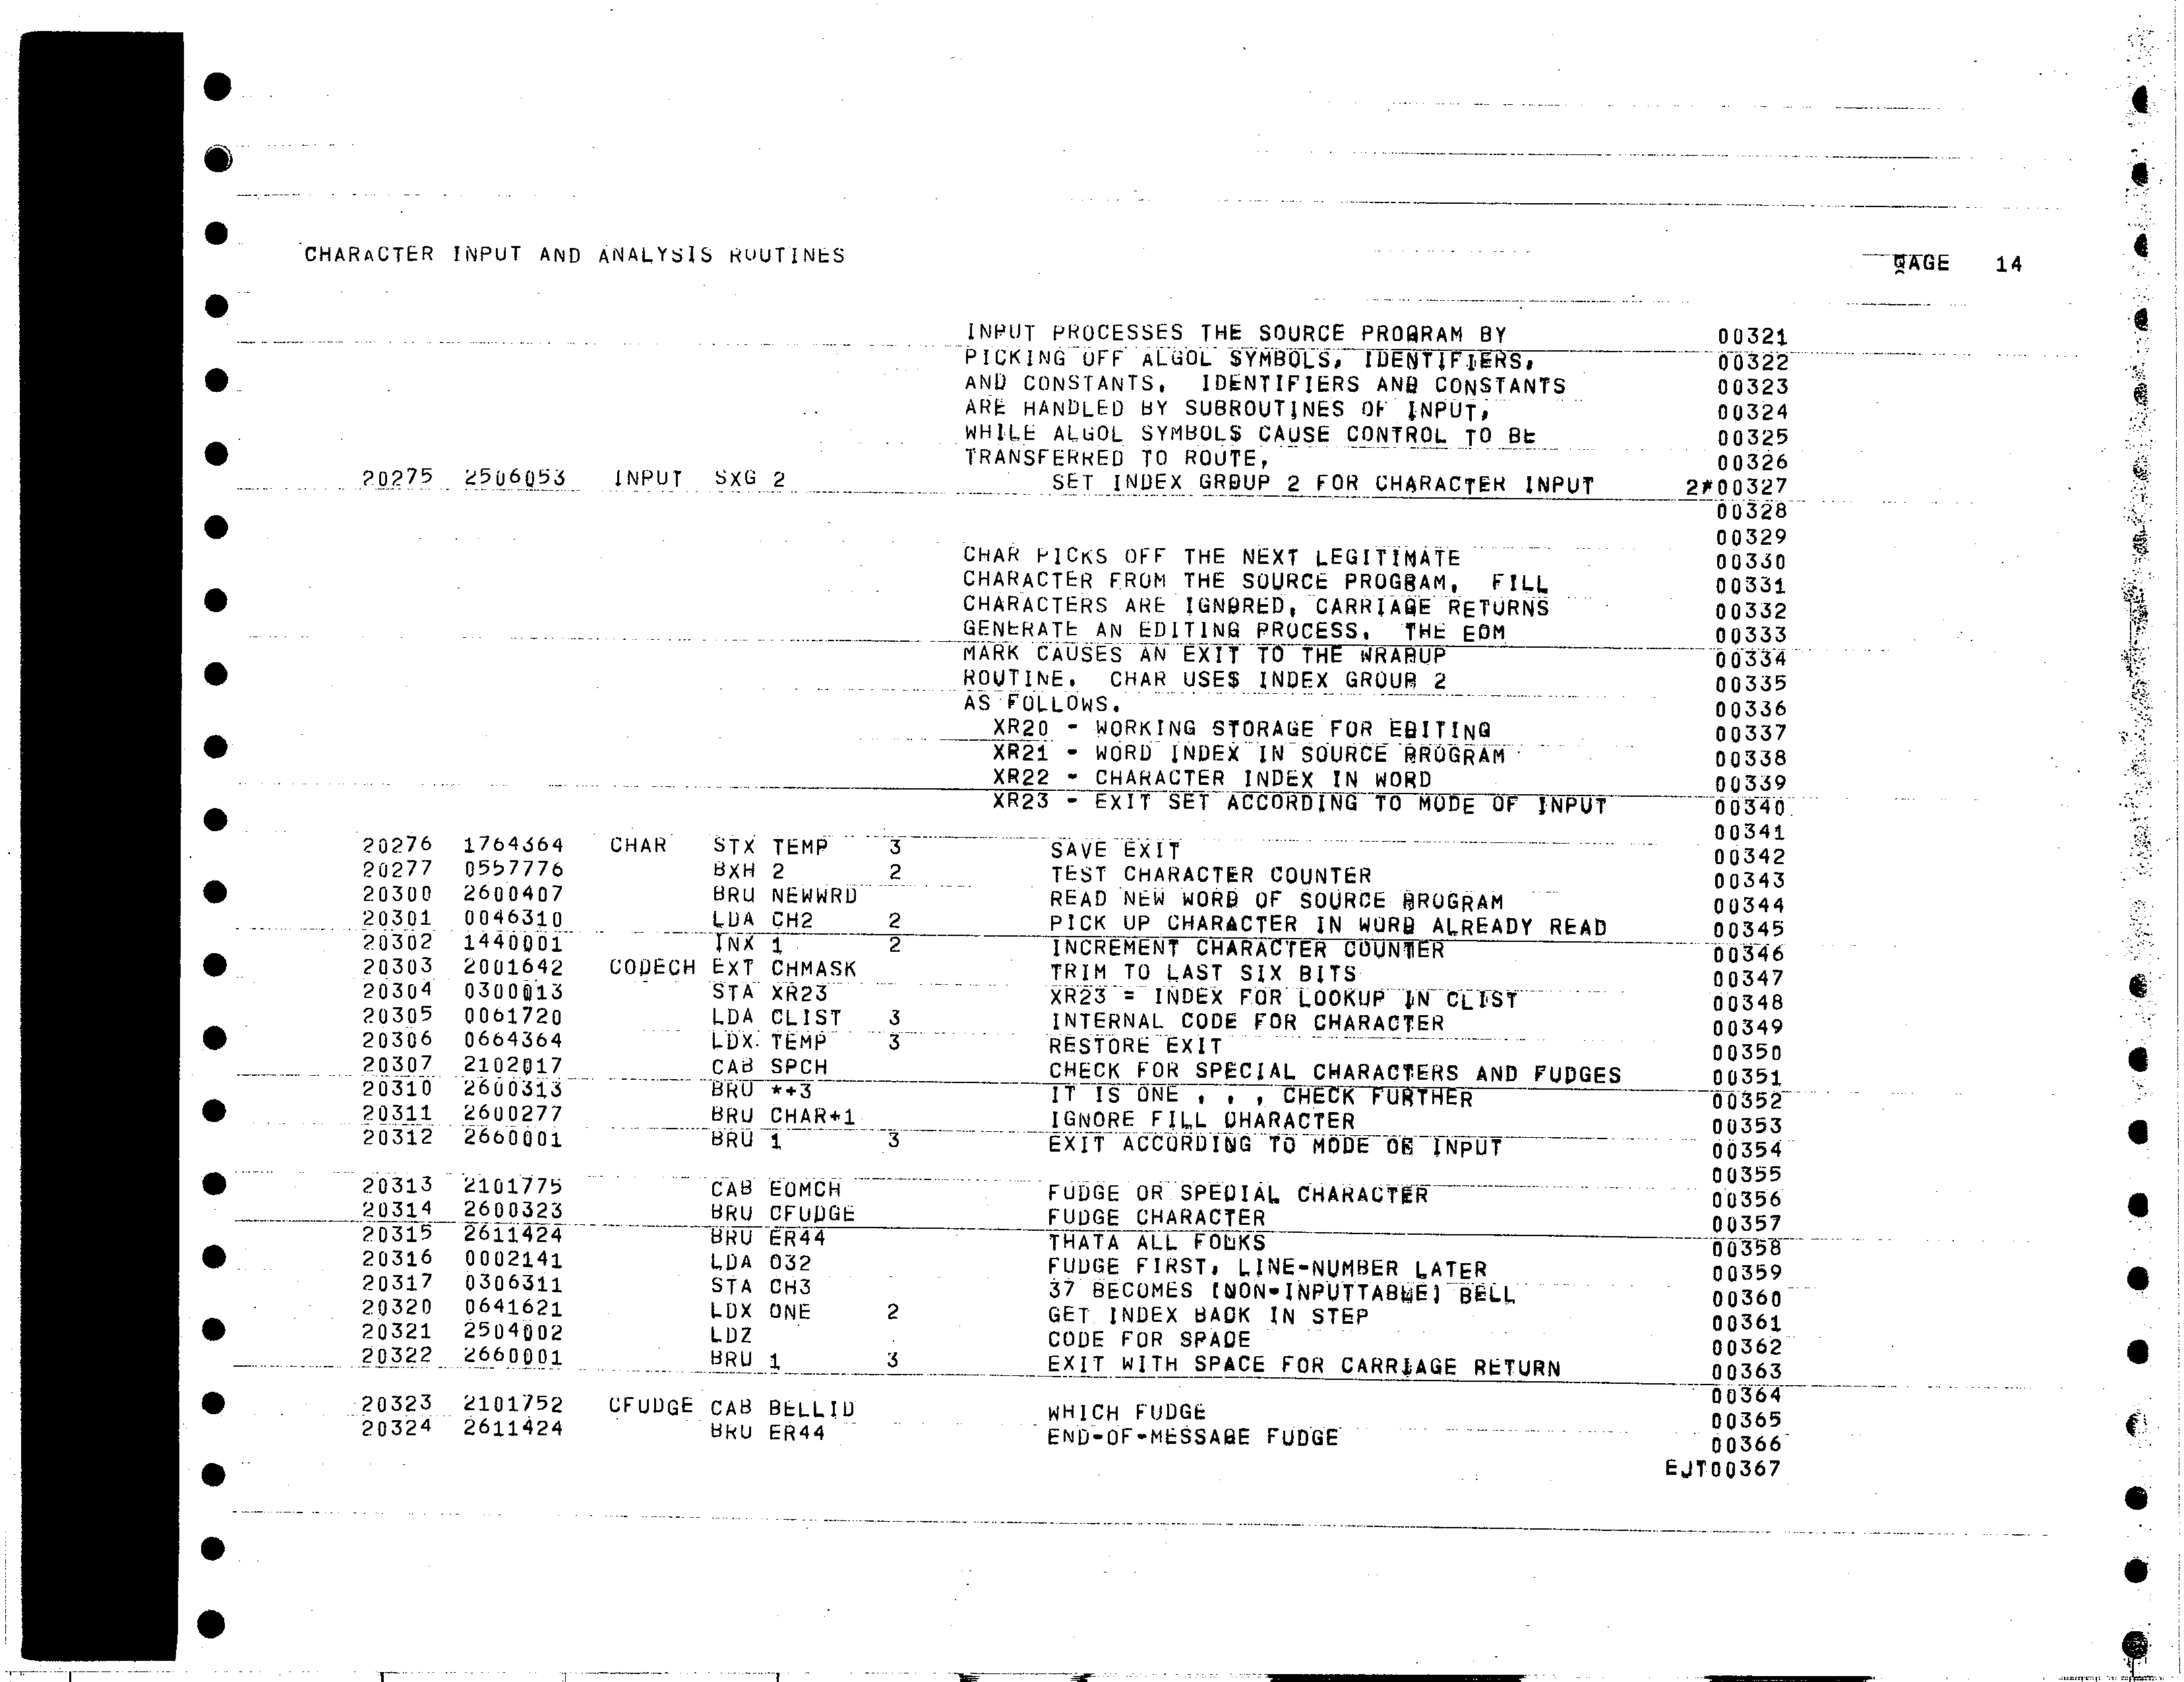 CHARACTER INPUT AND ANALYSIS ROUTINES PAGE 14
INPUT PROCESSES THE SOURCE PROGRAM BY 00321
PICKING OFF ALGOL SYMBOLS, IDENTIFIERS, 00322
AND CONSTANTS. IDENTIFIERS AND CONSTANTS 00323
ARE HANDLED BY SUBROUTINES OF INPUT, 00324
WHILE ALGOL SYMBOLS CAUSE CONTROL TO BE 00325
TRANSFERRED TO ROUTE. 00326
20275 2506053 INPUT SXG 2 SET INDEX GROUP 2 FOR CHARACTER INPUT 2*00327
00328
00329
CHAR PICKS OFF THE NEXT LEGITIMATE 00330
CHARACTER FROM THE SOURCE PROGRAM. FILL 00331
CHARACTERS ARE IGNORED, CARRIAGE RETURNS 00332
GENERATE AN EDITING PROCESS. THE EOM 00333
MARK CAUSES AN EXIT TO THE WRAPUP 00334
ROUTINE. CHAR USES INDEX GROUP 2 00335
AS FOLLOWS. 00336
XR20 - WORKING STORAGE FOR EDITING 00337
XR21 - WORD INDEX IN SOURCE PROGRAM 00338
XR22 - CHARACTER INDEX IN WORD 00339
XR23 - EXIT SET ACCORDING TO MODE OF INPUT 00340
00341
20276 1764364 CHAR STX TEMP 3 SAVE EXIT 00342
20277 0557776 BXH 2 2 TEST CHARACTER COUNTER 00343
20300 2600407 BRU NEWWRD READ NEW WORD OF SOURCE PROGRAM 00344
20301 0046310 LDA CH2 2 PICK UP CHARACTER IN WORD ALREADY READ 00345
20302 1440001 INX 1 2 INCREMENT CHARACTER COUNTER 00346
20303 2001642 CODECH EXT CHMASK TRIM TO LAST SIX BITS 00347
20304 0300013 STA XR23 XR23 = INDEX FOR LOOKUP IN CLIST 00348
20305 0061720 LDA CLIST 3 INTERNAL CODE FOR CHARACTER 00349
20306 0664364 LDX TEMP 3 RESTORE EXIT 00350
20307 2102017 CAB SPCH CHECK FOR SPECIAL CHARACTERS AND FUDGES 00351
20310 2600313 BRU *+3 IT IS ONE . . . CHECK FURTHER 00352
20311 2600277 BRU CHAR+1 IGNORE FILL CHARACTER 00353
20312 2660001 BRU 1 3 EXIT ACCORDING TO MODE OF INPUT 00354
00355
20313 2101775 CAB EOMCH FUDGE OR SPECIAL CHARACTER 00356
20314 2600323 BRU CFUDGE FUDGE CHARACTER 00357
20315 2611424 BRU ER44 THATA ALL FOLKS 00358
20316 0002141 LDA O32 FUDGE FIRST, LINE-NUMBER LATER 00359
20317 0306311 STA CH3 37 BECOMES [NON-INPUTTABLE] BELL 00360
20320 0641621 LDX ONE 2 GET INDEX BACK IN STEP 00361
20321 2504002 LDZ CODE FOR SPACE 00362
20322 2660001 BRU 1 3 EXIT WITH SPACE FOR CARRIAGE RETURN 00363
00364
20323 2101752 CFUDGE CAB BELLID WHICH FUDGE 00365
20324 2611424 BRU ER44 END-OF-MESSAGE FUDGE 00366
EJT00367